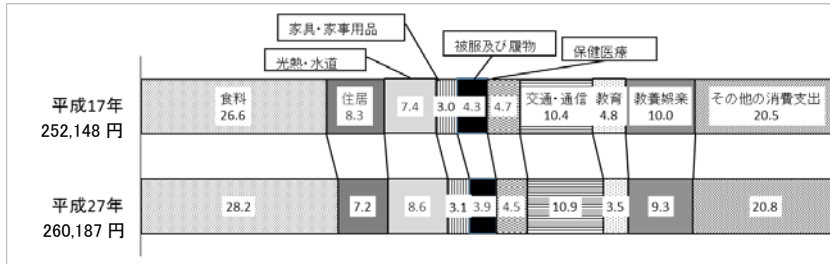 家具・家事用品
被服及び履物
保健医療
光熱・水道
平成17年
252,148 円
食料
26.6
住居
8.3
7.4
3.0
4.3
4.7
交通・通信
10.4
教育
4.8
教養娯楽
10.0
その他の消費支出
20.5
平成27年
260,187 円
28.2
7.2
8.6
3.1
3.9
4.5
10.9
3.5
9.3
20.8